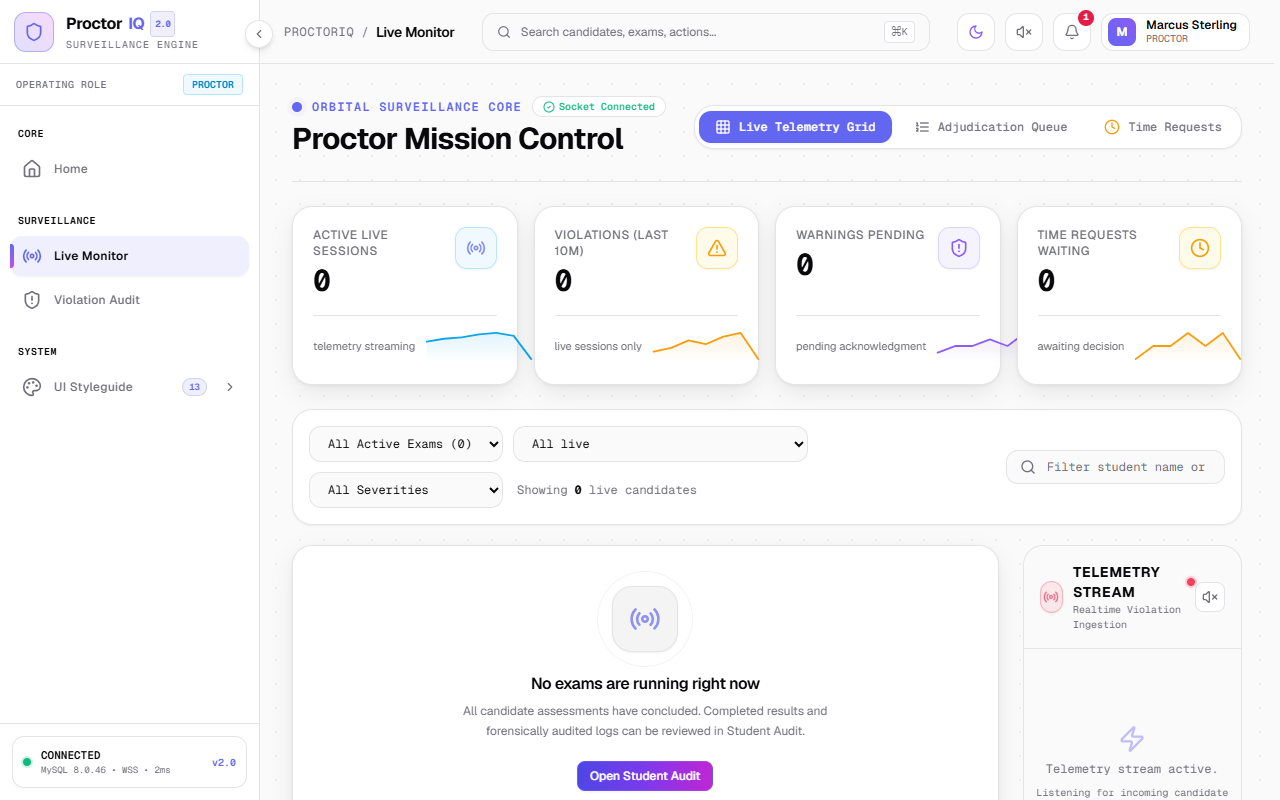 Proctor IQ 2.0
SURVEILLANCE ENGINE
OPERATING ROLE
PROCTOR
CORE
Home
SURVEILLANCE
Live Monitor
Violation Audit
SYSTEM
UI Styleguide
13
CONNECTED
MySQL 8.0.46 • WSS • 2ms
v2.0
PROCTORIQ / Live Monitor
Search candidates, exams, actions...
⌘K
1
M
Marcus Sterling
PROCTOR
ORBITAL SURVEILLANCE CORE
Socket Connected
Proctor Mission Control
Live Telemetry Grid
Adjudication Queue
Time Requests
ACTIVE LIVE
SESSIONS
0
telemetry streaming
VIOLATIONS (LAST
10M)
0
live sessions only
WARNINGS PENDING
0
pending acknowledgment
TIME REQUESTS
WAITING
0
awaiting decision
All Active Exams (0)
All live
All Severities
Showing 0 live candidates
Filter student name or
No exams are running right now
All candidate assessments have concluded. Completed results and
forensically audited logs can be reviewed in Student Audit.
Open Student Audit
TELEMETRY
STREAM
Realtime Violation
Ingestion
Telemetry stream active.
Listening for incoming candidate